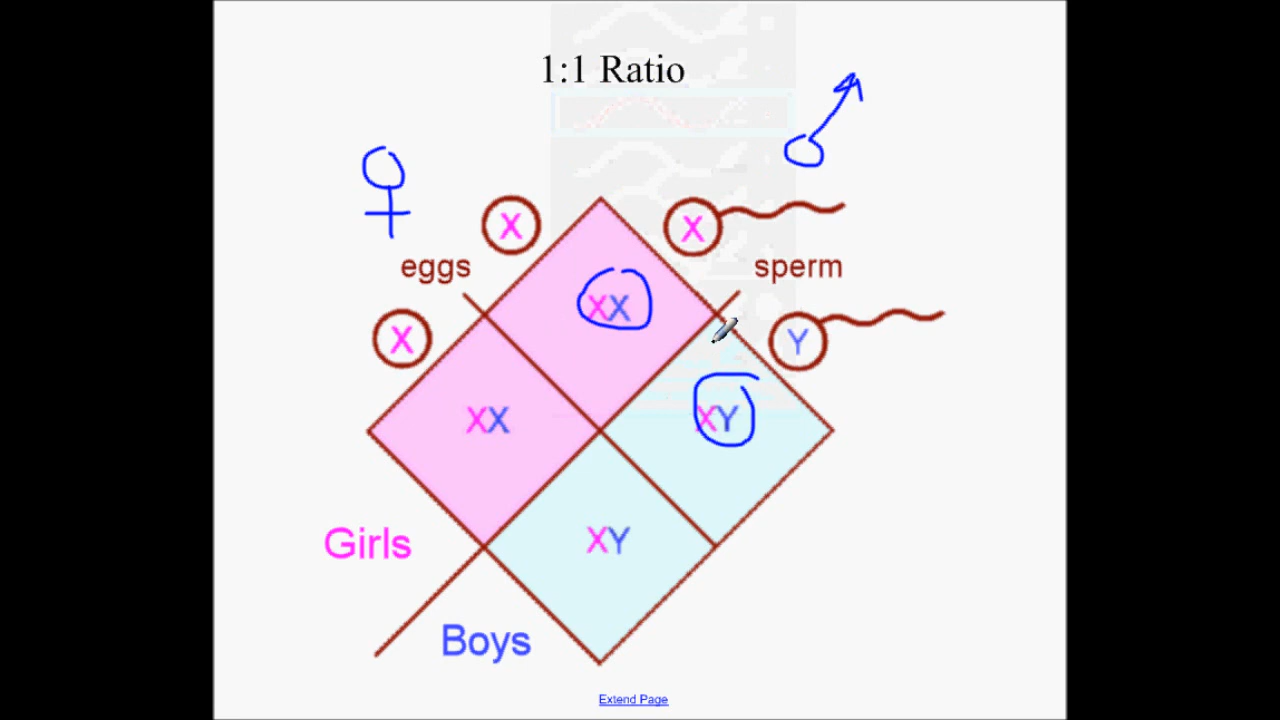 1:1 Ratio
X
X
eggs
sperm
XX
X
Y
XX
XY
XY
Girls
Boys
Extend Page